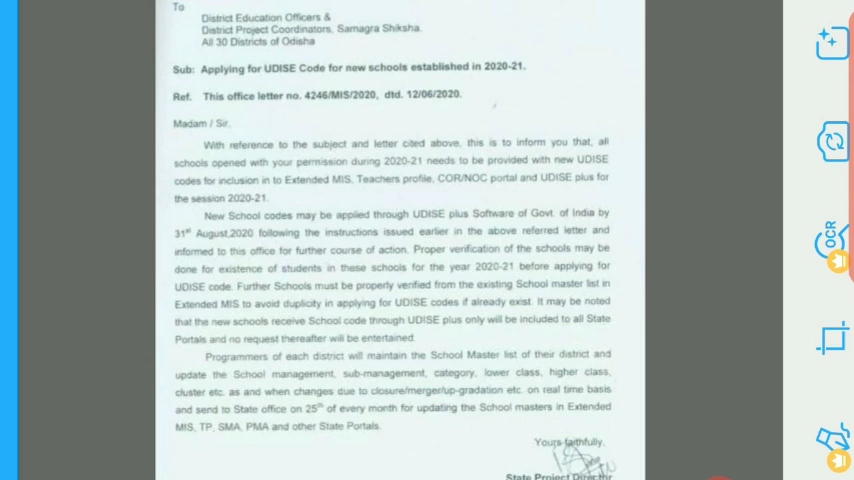 To
District Education Officers &
District Project Coordinators, Samagra Shiksha.
All 30 Districts of Odisha
Sub: Applying for UDISE Code for new schools established in 2020-21.
Ref. This office letter no. 4246/MIS/2020, dtd. 12/06/2020.
Madam / Sir,
With reference to the subject and letter cited above, this is to inform you that, all
schools opened with your permission during 2020-21 needs to be provided with new UDISE
codes for inclusion in to Extended MIS, Teachers profile, COR/NOC portal and UDISE plus for
the session 2020-21.
New School codes may be applied through UDISE plus Software of Govt. of India by
31st August,2020 following the instructions issued earlier in the above referred letter and
informed to this office for further course of action. Proper verification of the schools may be
done for existence of students in these schools for the year 2020-21 before applying for
UDISE code. Further Schools must be properly verified from the existing School master list in
Extended MIS to avoid duplicity in applying for UDISE codes if already exist. It may be noted
that the new schools receive School code through UDISE plus only will be included to all State
Portals and no request thereafter will be entertained.
Programmers of each district will maintain the School Master list of their district and
update the School management, sub-management, category, lower class, higher class,
cluster etc. as and when changes due to closure/merger/up-gradation etc. on real time basis
and send to State office on 25th of every month for updating the School masters in Extended
MIS, TP, SMA, PMA and other State Portals.
Yours faithfully,
State Project Director
OCR